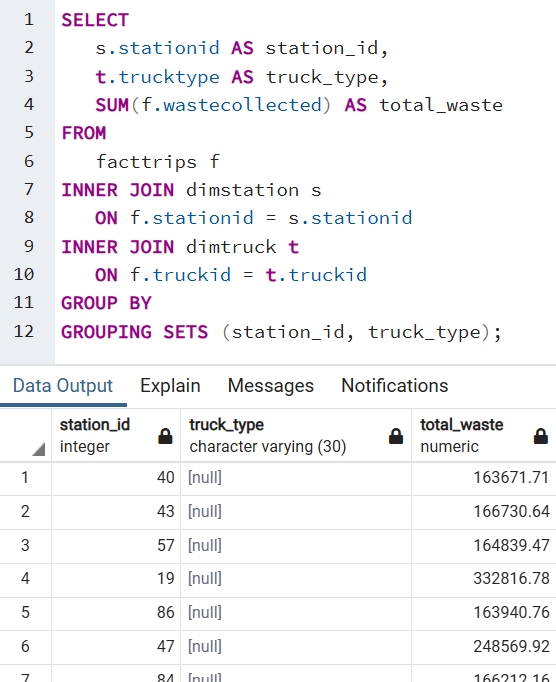 1 SELECT
2 s.stationid AS station_id,
3 t.trucktype AS truck_type,
4 SUM(f.wastecollected) AS total_waste
5 FROM
6 facttrips f
7 INNER JOIN dimstation s
8 ON f.stationid = s.stationid
9 INNER JOIN dimtruck t
10 ON f.truckid = t.truckid
11 GROUP BY
12 GROUPING SETS (station_id, truck_type);
Data Output Explain Messages Notifications
station_id truck_type total_waste
integer character varying (30) numeric
1 40 [null] 163671.71
2 43 [null] 166730.64
3 57 [null] 164839.47
4 19 [null] 332816.78
5 86 [null] 163940.76
6 47 [null] 248569.92
7 84 [null] 166212.16